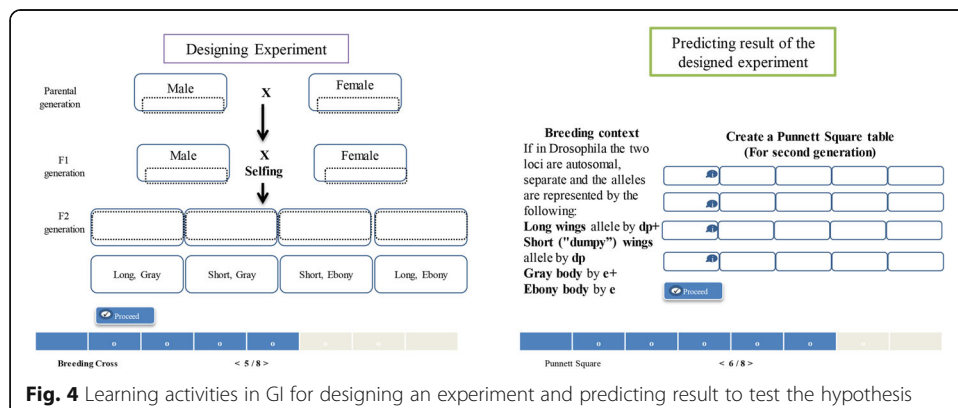 Designing Experiment
Parental
generation
Male
X
Female
F1
generation
Male
X
Selfing
Female
F2
generation
Long, Gray
Short, Gray
Short, Ebony
Long, Ebony
Proceed
o o o o o o
Breeding Cross
< 5 / 8 >
Predicting result of the
designed experiment
Breeding context
If in Drosophila the two
loci are autosomal,
separate and the alleles
are represented by the
following:
Long wings allele by dp+
Short ("dumpy”) wings
allele by dp
Gray body by e+
Ebony body by e
Create a Punnett Square table
(For second generation)
Proceed
o o o o o o
Punnett Square
< 6 / 8 >
Fig. 4 Learning activities in GI for designing an experiment and predicting result to test the hypothesis